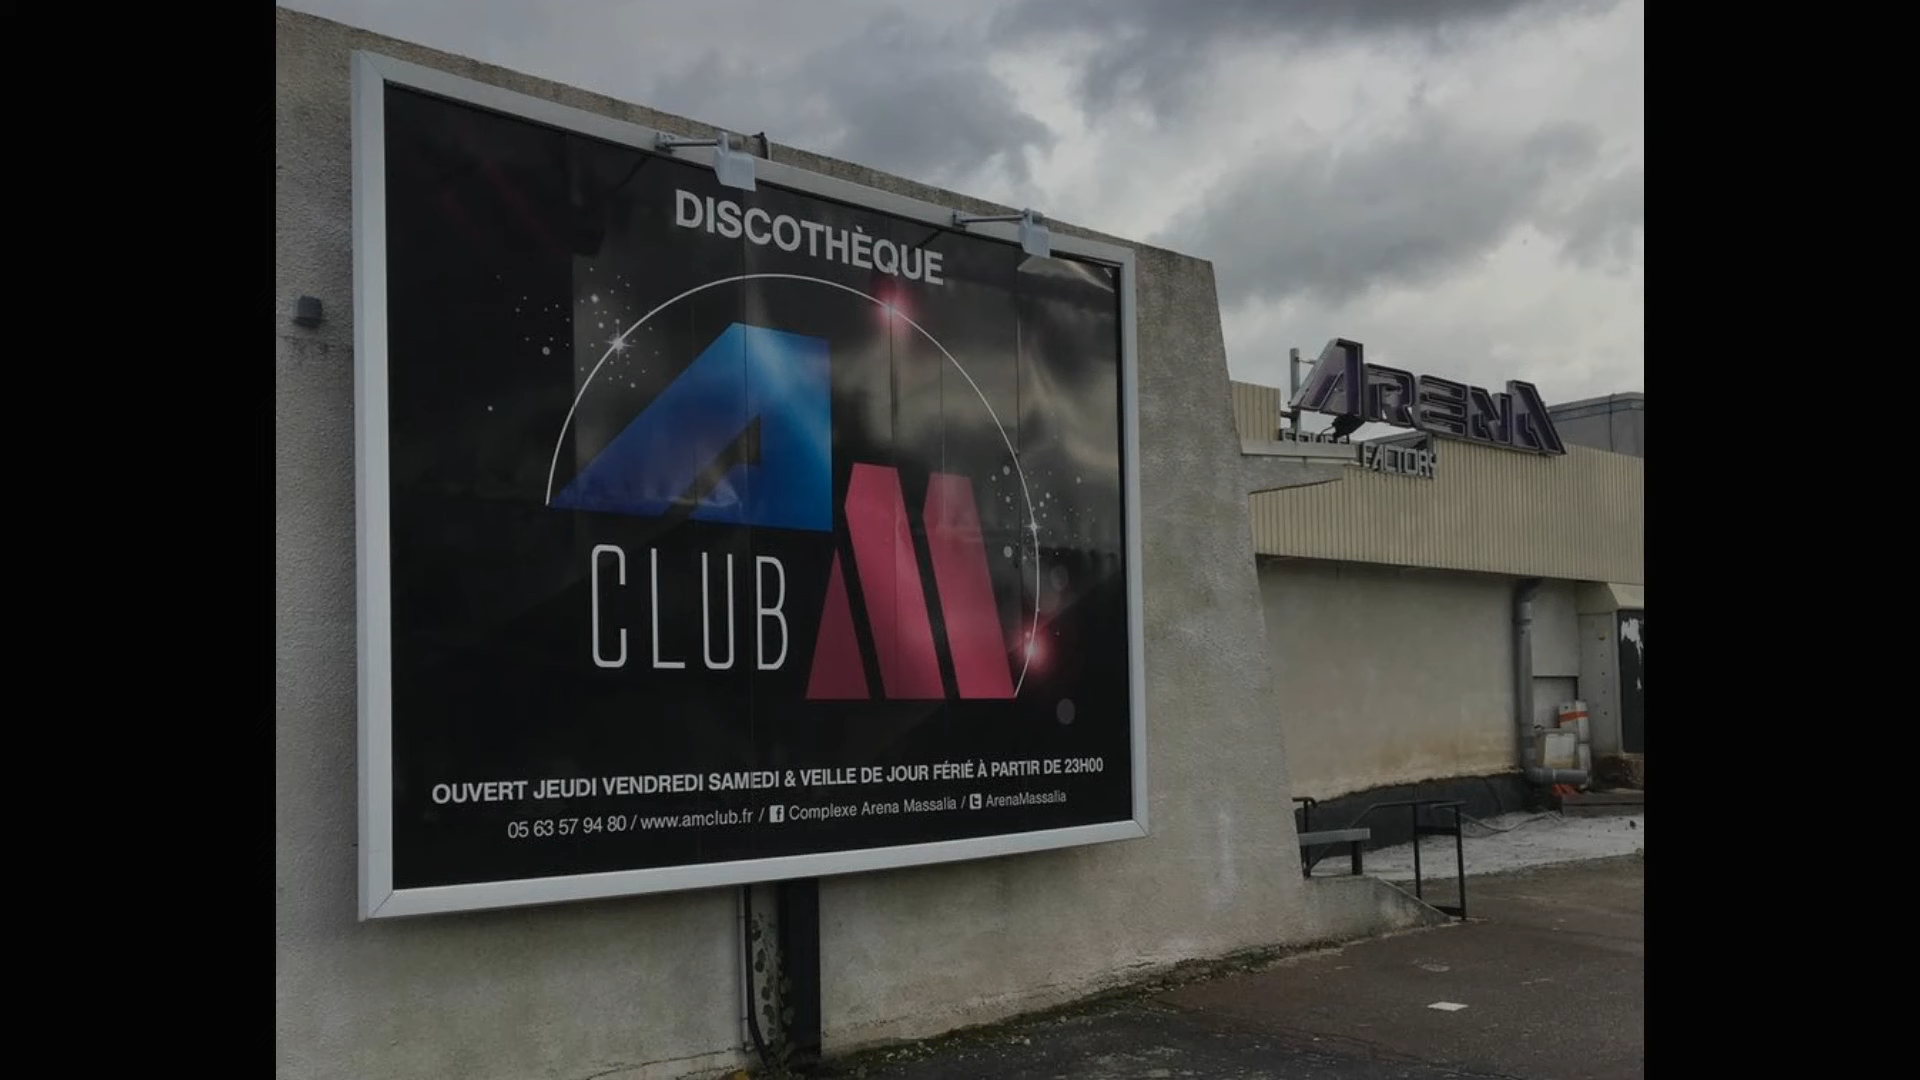 DISCOTHÈQUE
AM
CLUB
OUVERT JEUDI VENDREDI SAMEDI & VEILLE DE JOUR FÉRIÉ À PARTIR DE 23H00
05 63 57 94 80 / www.amclub.fr / f Complexe Arena Massalia / t ArenaMassalia
ARENA
FACTORY